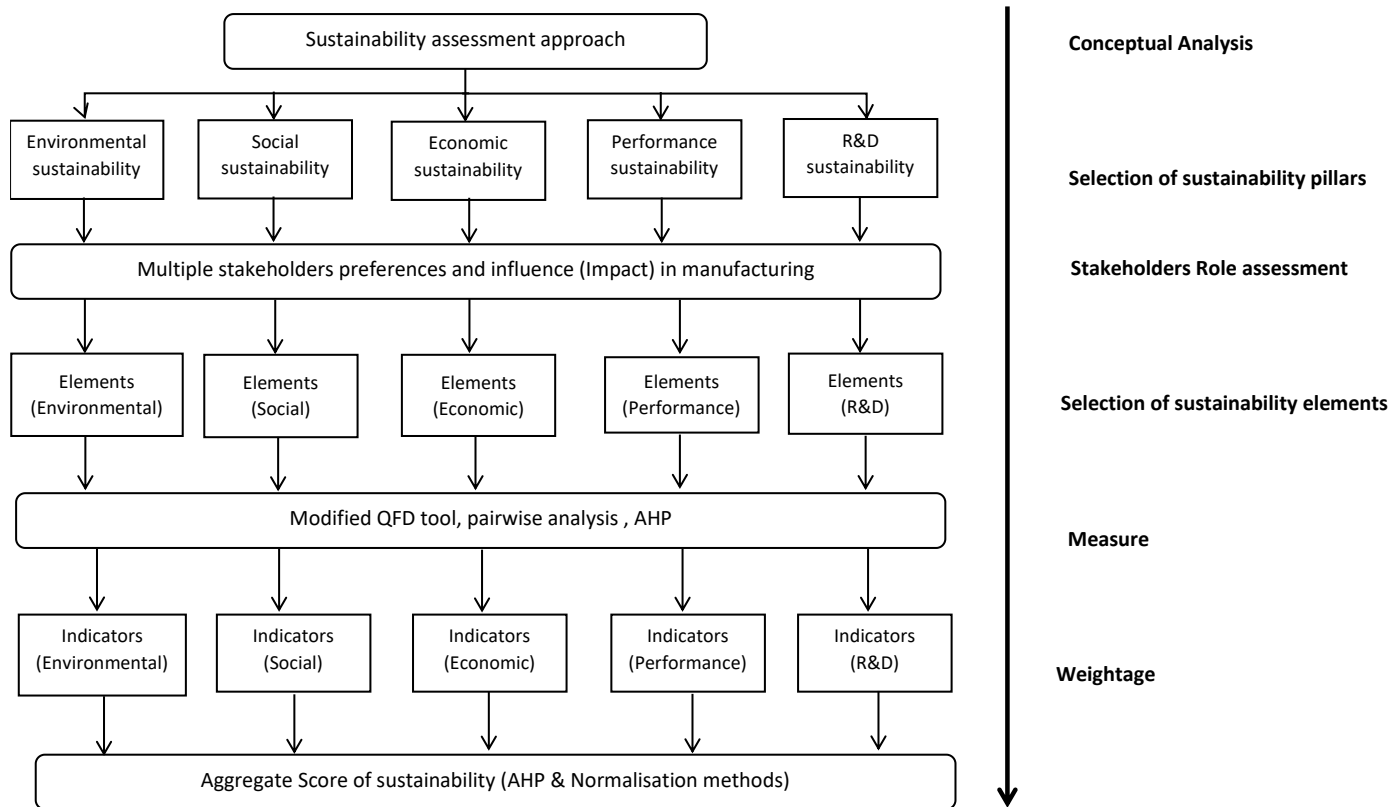 Sustainability assessment approach
Conceptual Analysis
Environmental
sustainability
Social
sustainability
Economic
sustainability
Performance
sustainability
R&D
sustainability
Selection of sustainability pillars
Multiple stakeholders preferences and influence (Impact) in manufacturing
Stakeholders Role assessment
Elements
(Environmental)
Elements
(Social)
Elements
(Economic)
Elements
(Performance)
Elements
(R&D)
Selection of sustainability elements
Modified QFD tool, pairwise analysis , AHP
Measure
Indicators
(Environmental)
Indicators
(Social)
Indicators
(Economic)
Indicators
(Performance)
Indicators
(R&D)
Weightage
Aggregate Score of sustainability (AHP & Normalisation methods)